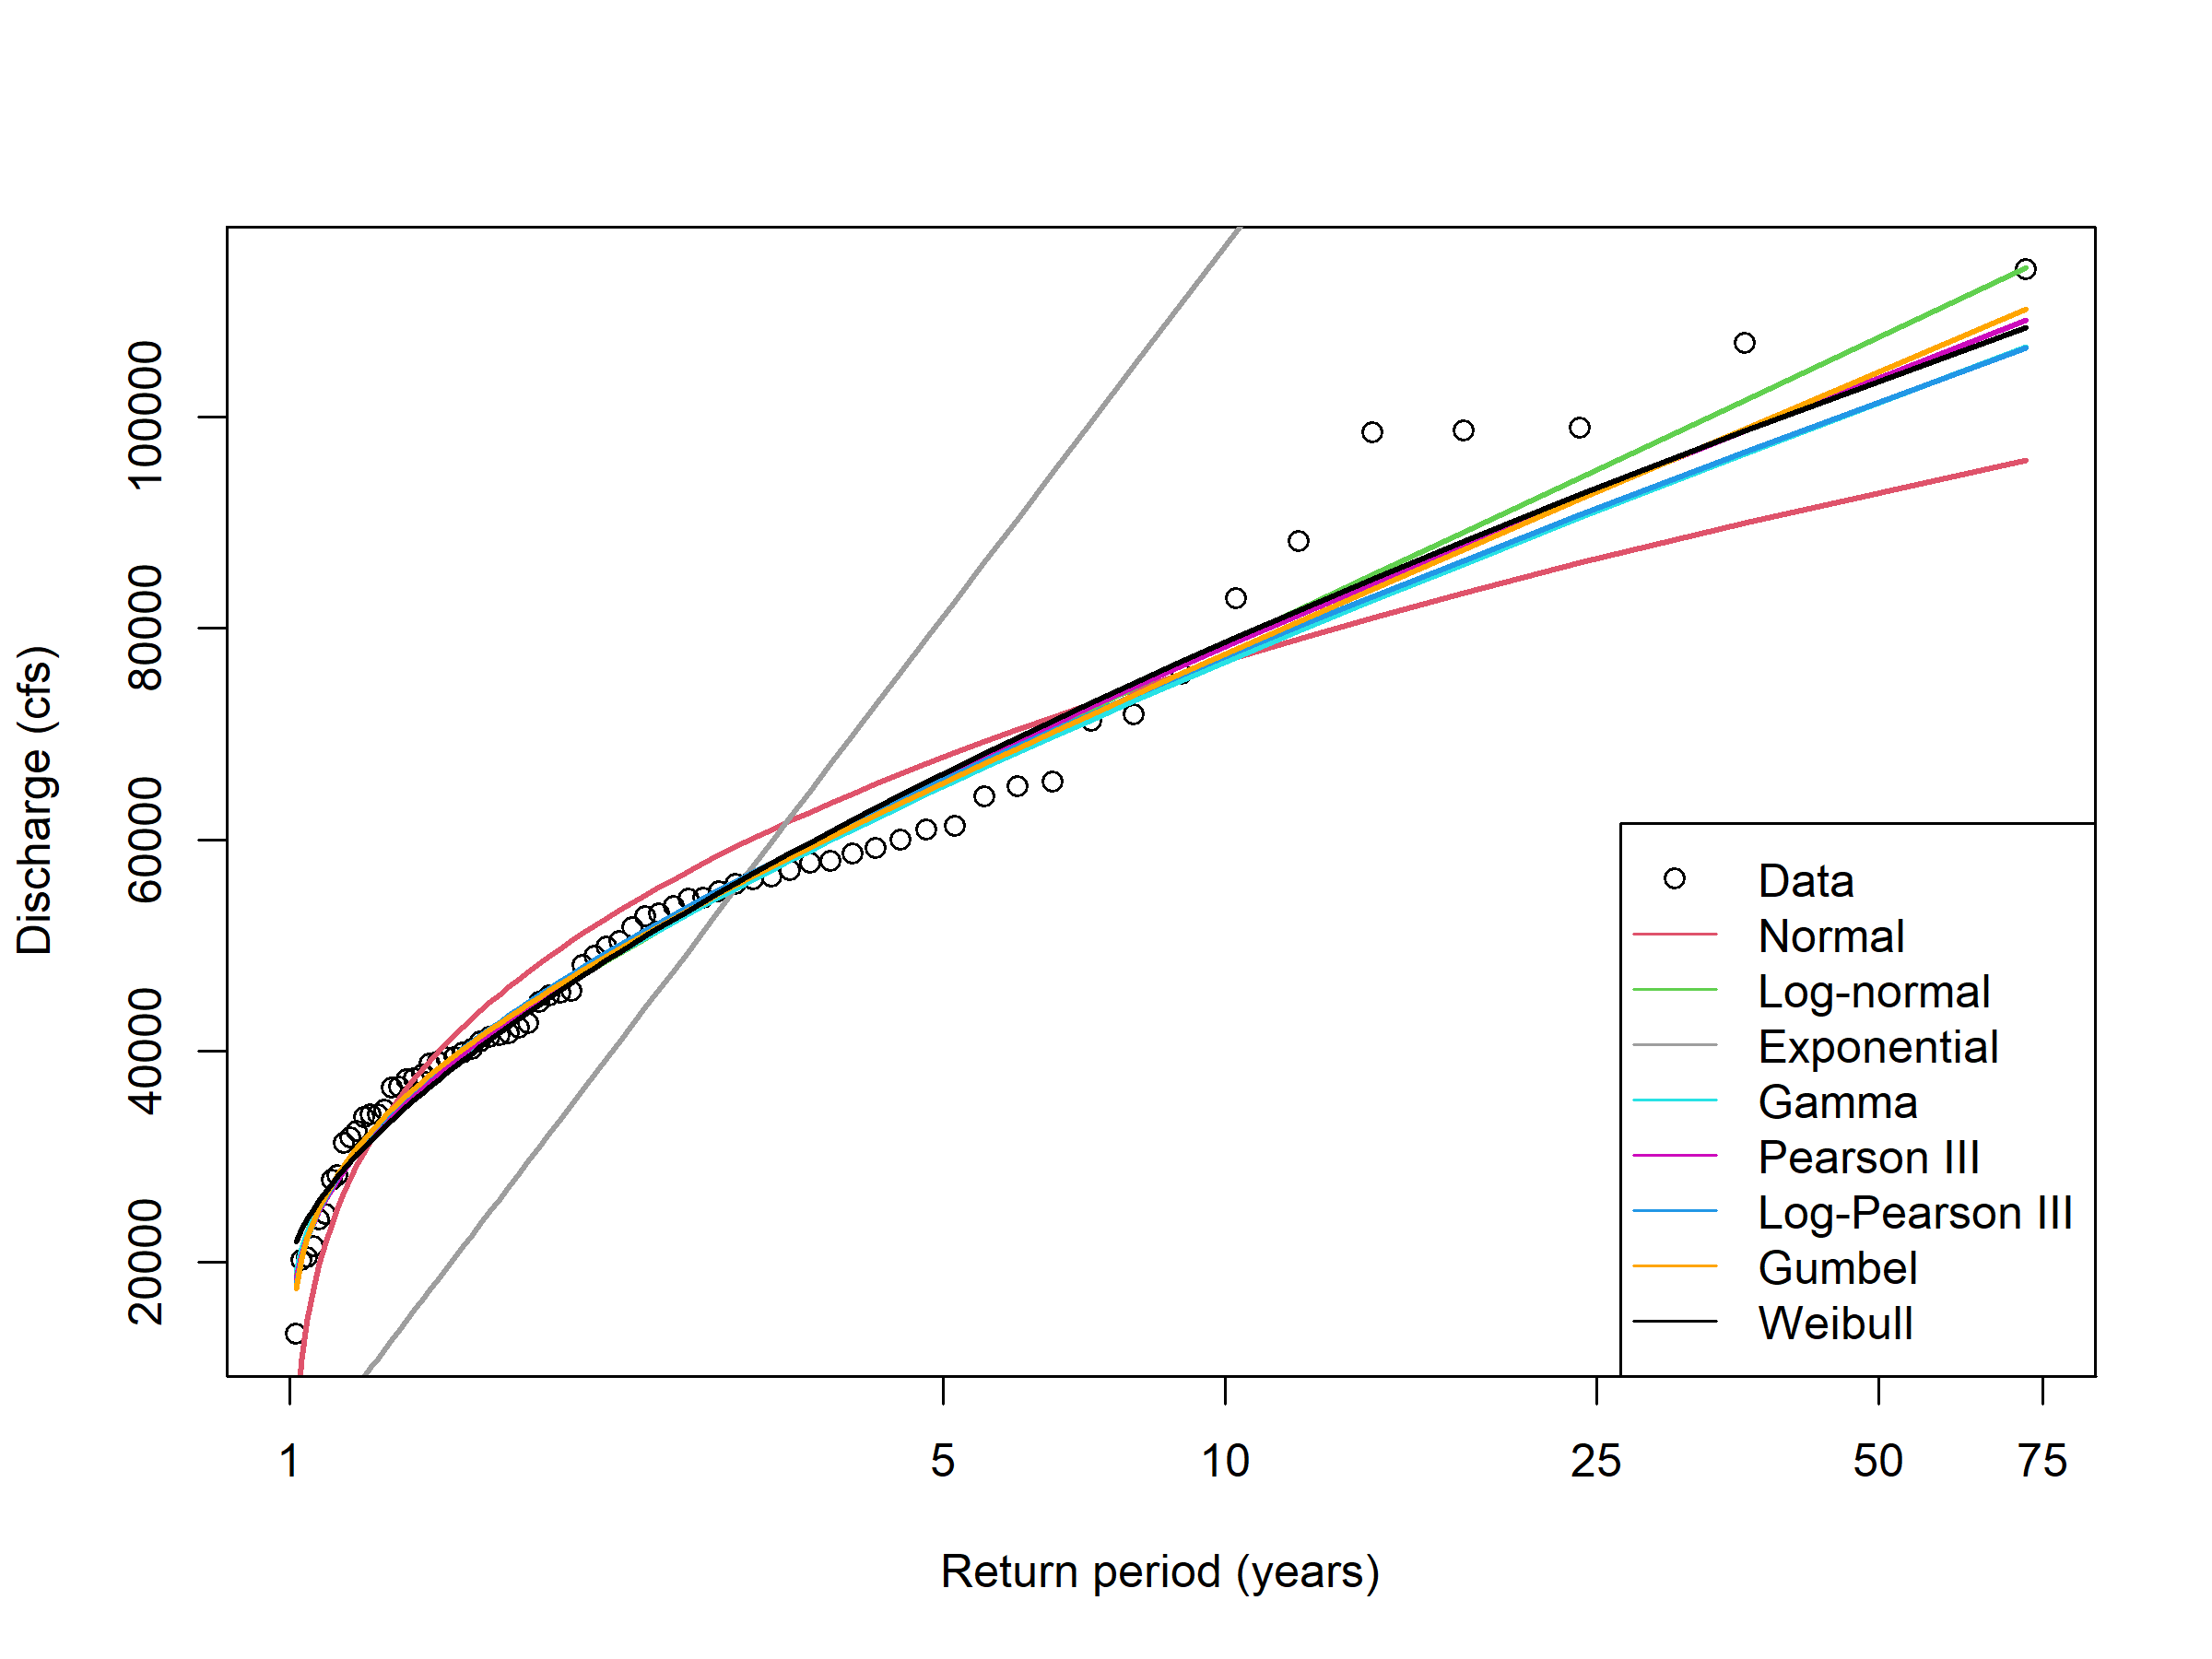 Discharge (cfs)
100000
80000
60000
40000
20000
1
5
10
25
50
75
Return period (years)
Data
Normal
Log-normal
Exponential
Gamma
Pearson III
Log-Pearson III
Gumbel
Weibull